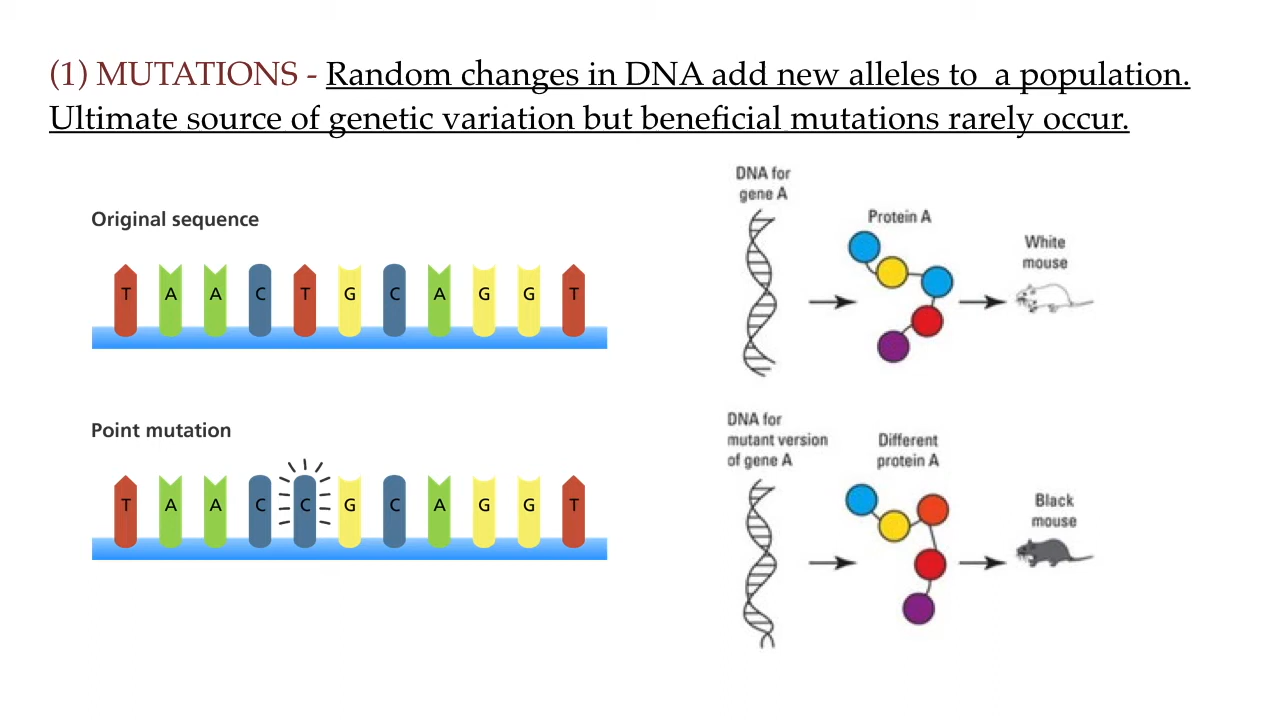 (1) MUTATIONS - Random changes in DNA add new alleles to a population.
Ultimate source of genetic variation but beneficial mutations rarely occur.
Original sequence
T A A C T G C A G G T
Point mutation
T A A C C G C A G G T
DNA for
gene A
Protein A
White
mouse
DNA for
mutant version
of gene A
Different
protein A
Black
mouse